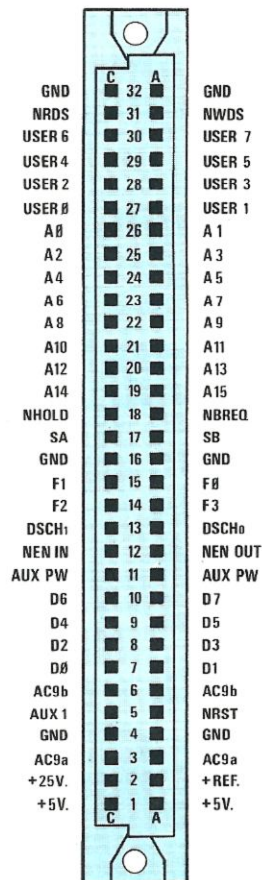 C A
GND 32 GND
NRDS 31 NWDS
USER 6 30 USER 7
USER 4 29 USER 5
USER 2 28 USER 3
USER Ø 27 USER 1
AØ 26 A1
A2 25 A3
A4 24 A5
A6 23 A7
A8 22 A9
A10 21 A11
A12 20 A13
A14 19 A15
NHOLD 18 NBREQ
SA 17 SB
GND 16 GND
F1 15 FØ
F2 14 F3
DSCH1 13 DSCH0
NEN IN 12 NEN OUT
AUX PW 11 AUX PW
D6 10 D7
D4 9 D5
D2 8 D3
DØ 7 D1
AC9b 6 AC9b
AUX 1 5 NRST
GND 4 GND
AC9a 3 AC9a
+25V. 2 +REF.
+5V. 1 +5V.
C A